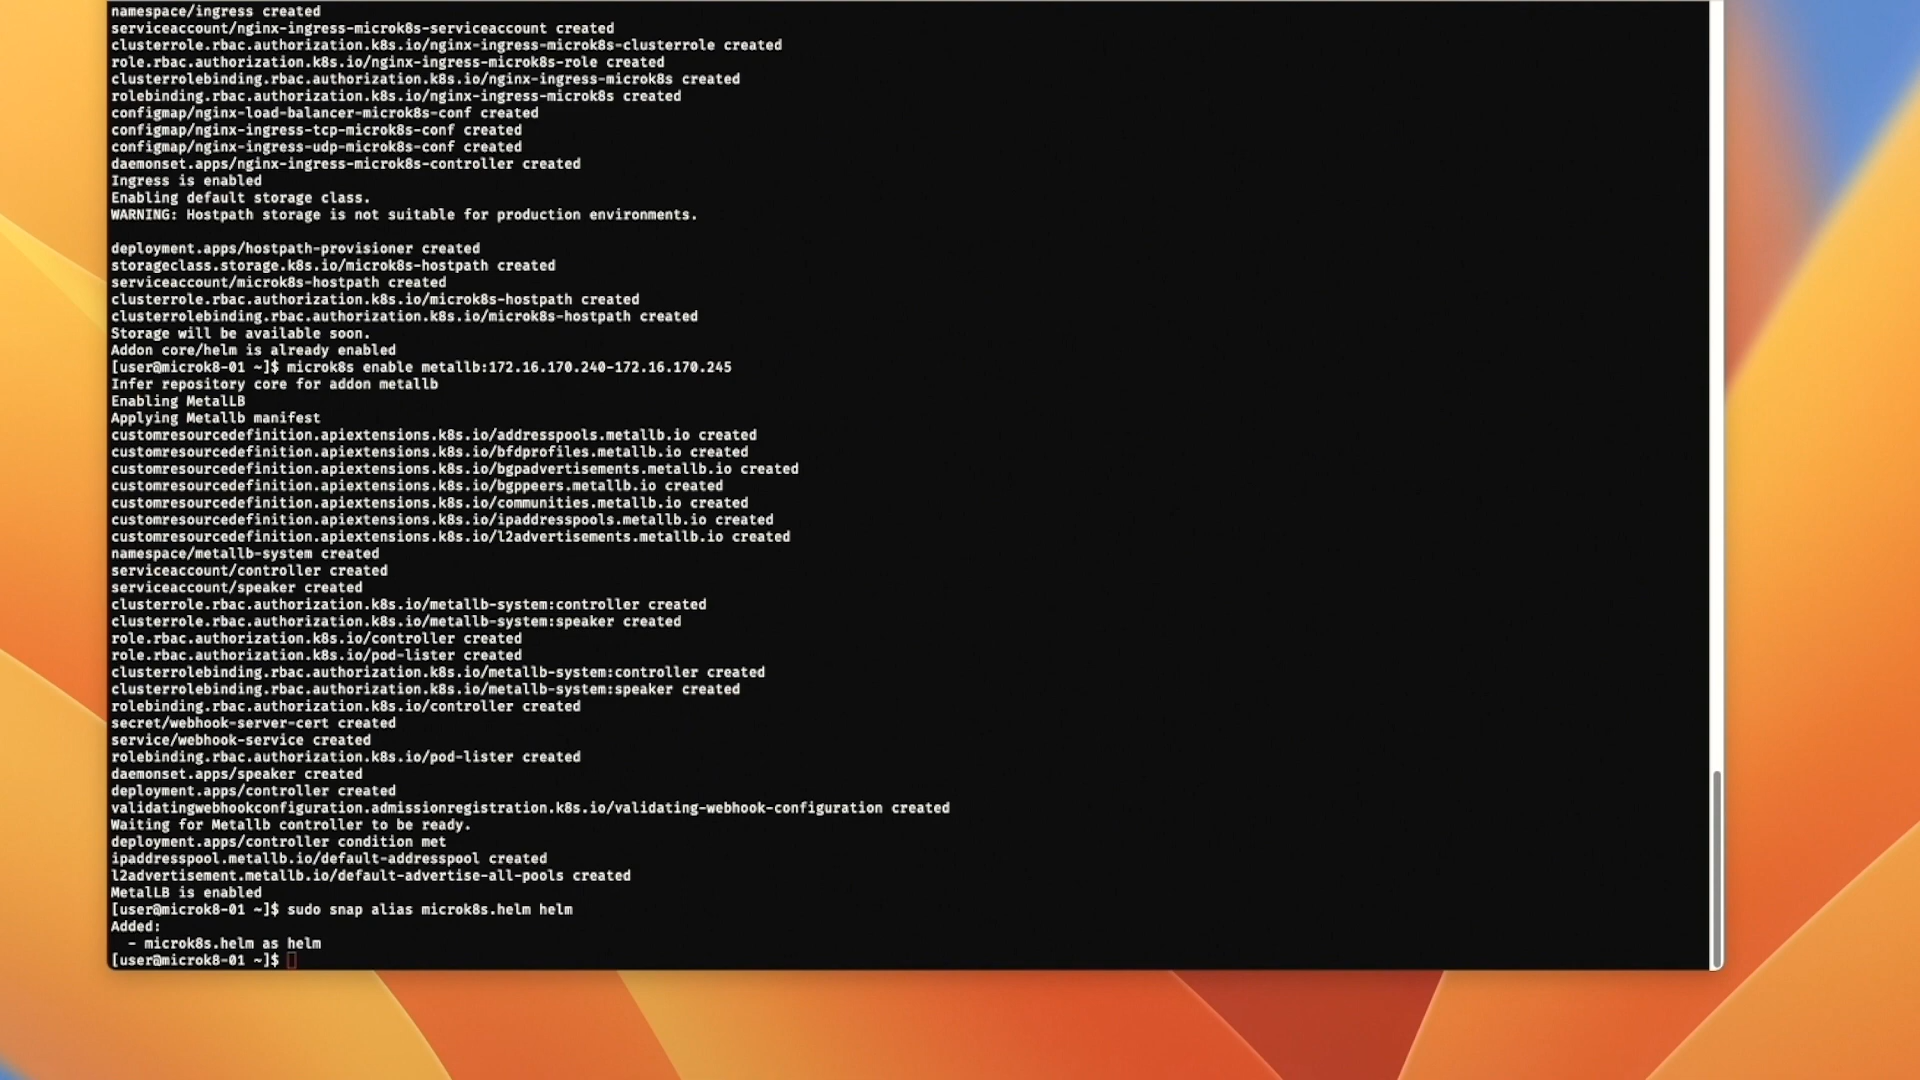 namespace/ingress created
serviceaccount/nginx-ingress-microk8s-serviceaccount created
clusterrole.rbac.authorization.k8s.io/nginx-ingress-microk8s-clusterrole created
role.rbac.authorization.k8s.io/nginx-ingress-microk8s-role created
clusterrolebinding.rbac.authorization.k8s.io/nginx-ingress-microk8s created
rolebinding.rbac.authorization.k8s.io/nginx-ingress-microk8s created
configmap/nginx-load-balancer-microk8s-conf created
configmap/nginx-ingress-tcp-microk8s-conf created
configmap/nginx-ingress-udp-microk8s-conf created
daemonset.apps/nginx-ingress-microk8s-controller created
Ingress is enabled
Enabling default storage class.
WARNING: Hostpath storage is not suitable for production environments.
deployment.apps/hostpath-provisioner created
storageclass.storage.k8s.io/microk8s-hostpath created
serviceaccount/microk8s-hostpath created
clusterrole.rbac.authorization.k8s.io/microk8s-hostpath created
clusterrolebinding.rbac.authorization.k8s.io/microk8s-hostpath created
Storage will be available soon.
Addon core/helm is already enabled
[user@microk8-01 ~]$ microk8s enable metallb:172.16.170.240-172.16.170.245
Infer repository core for addon metallb
Enabling MetalLB
Applying Metallb manifest
customresourcedefinition.apiextensions.k8s.io/addresspools.metallb.io created
customresourcedefinition.apiextensions.k8s.io/bfdprofiles.metallb.io created
customresourcedefinition.apiextensions.k8s.io/bgpadvertisements.metallb.io created
customresourcedefinition.apiextensions.k8s.io/bgppeers.metallb.io created
customresourcedefinition.apiextensions.k8s.io/communities.metallb.io created
customresourcedefinition.apiextensions.k8s.io/ipaddresspools.metallb.io created
customresourcedefinition.apiextensions.k8s.io/l2advertisements.metallb.io created
namespace/metallb-system created
serviceaccount/controller created
serviceaccount/speaker created
clusterrole.rbac.authorization.k8s.io/metallb-system:controller created
clusterrole.rbac.authorization.k8s.io/metallb-system:speaker created
role.rbac.authorization.k8s.io/controller created
role.rbac.authorization.k8s.io/pod-lister created
clusterrolebinding.rbac.authorization.k8s.io/metallb-system:controller created
clusterrolebinding.rbac.authorization.k8s.io/metallb-system:speaker created
rolebinding.rbac.authorization.k8s.io/controller created
secret/webhook-server-cert created
service/webhook-service created
rolebinding.rbac.authorization.k8s.io/pod-lister created
daemonset.apps/speaker created
deployment.apps/controller created
validatingwebhookconfiguration.admissionregistration.k8s.io/validating-webhook-configuration created
Waiting for Metallb controller to be ready.
deployment.apps/controller condition met
ipaddresspool.metallb.io/default-addresspool created
l2advertisement.metallb.io/default-advertise-all-pools created
MetalLB is enabled
[user@microk8-01 ~]$ sudo snap alias microk8s.helm helm
Added:
  - microk8s.helm as helm
[user@microk8-01 ~]$